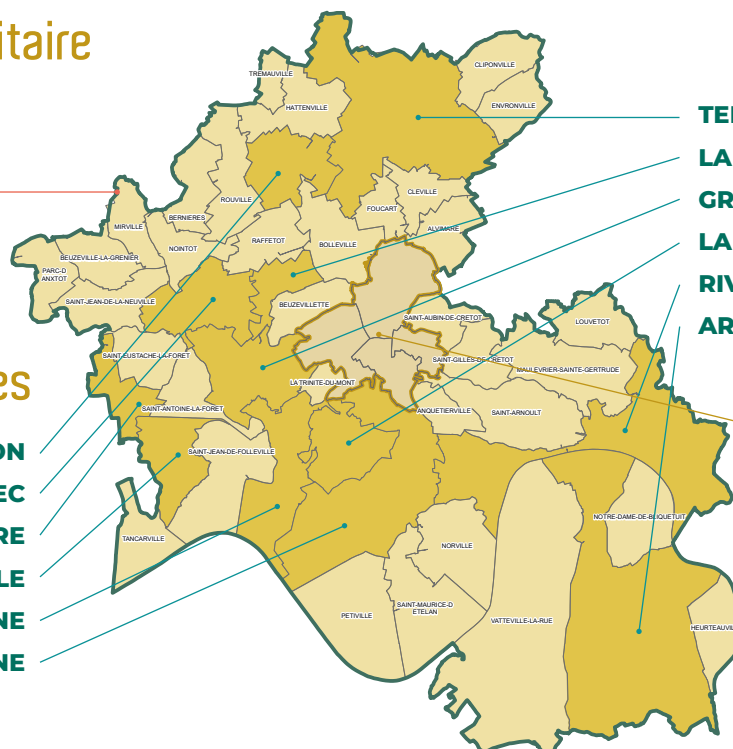 itaire
CLIPONVILLE
TREMAUVILLE
ENVRONVILLE
HATTENVILLE
TE
LA
CLEVILLE
ROUVILLE
GR
FOUCART
BERNIERES
MIRVILLE
ALVIMARE
RAFFETOT
BOLLEVILLE
LA
NOINTOT
BEUZEVILLE-LA-GRENIER
PARC-D
ANXTOT
RIV
SAINT-JEAN-DE-LA-NEUVILLE
BEUZEVILLETTE
SAINT-AUBIN-DE-CRETOT
LOUVETOT
AR
SAINT-EUSTACHE-LA-FORET
SAINT-GILLES-DE-CRETOT
MAULEVRIER-SAINTE-GERTRUDE
LA TRINITE-DU-MONT
es
SAINT-ANTOINE-LA-FORET
ANQUETIERVILLE
SAINT-ARNOULT
ON
SAINT-JEAN-DE-FOLLEVILLE
EC
NOTRE-DAME-DE-BLIQUETUIT
RE
TANCARVILLE
NORVILLE
LE
SAINT-MAURICE-D
ETELAN
PETIVILLE
VATTEVILLE-LA-RUE
NE
HEURTEAUVIL
NE